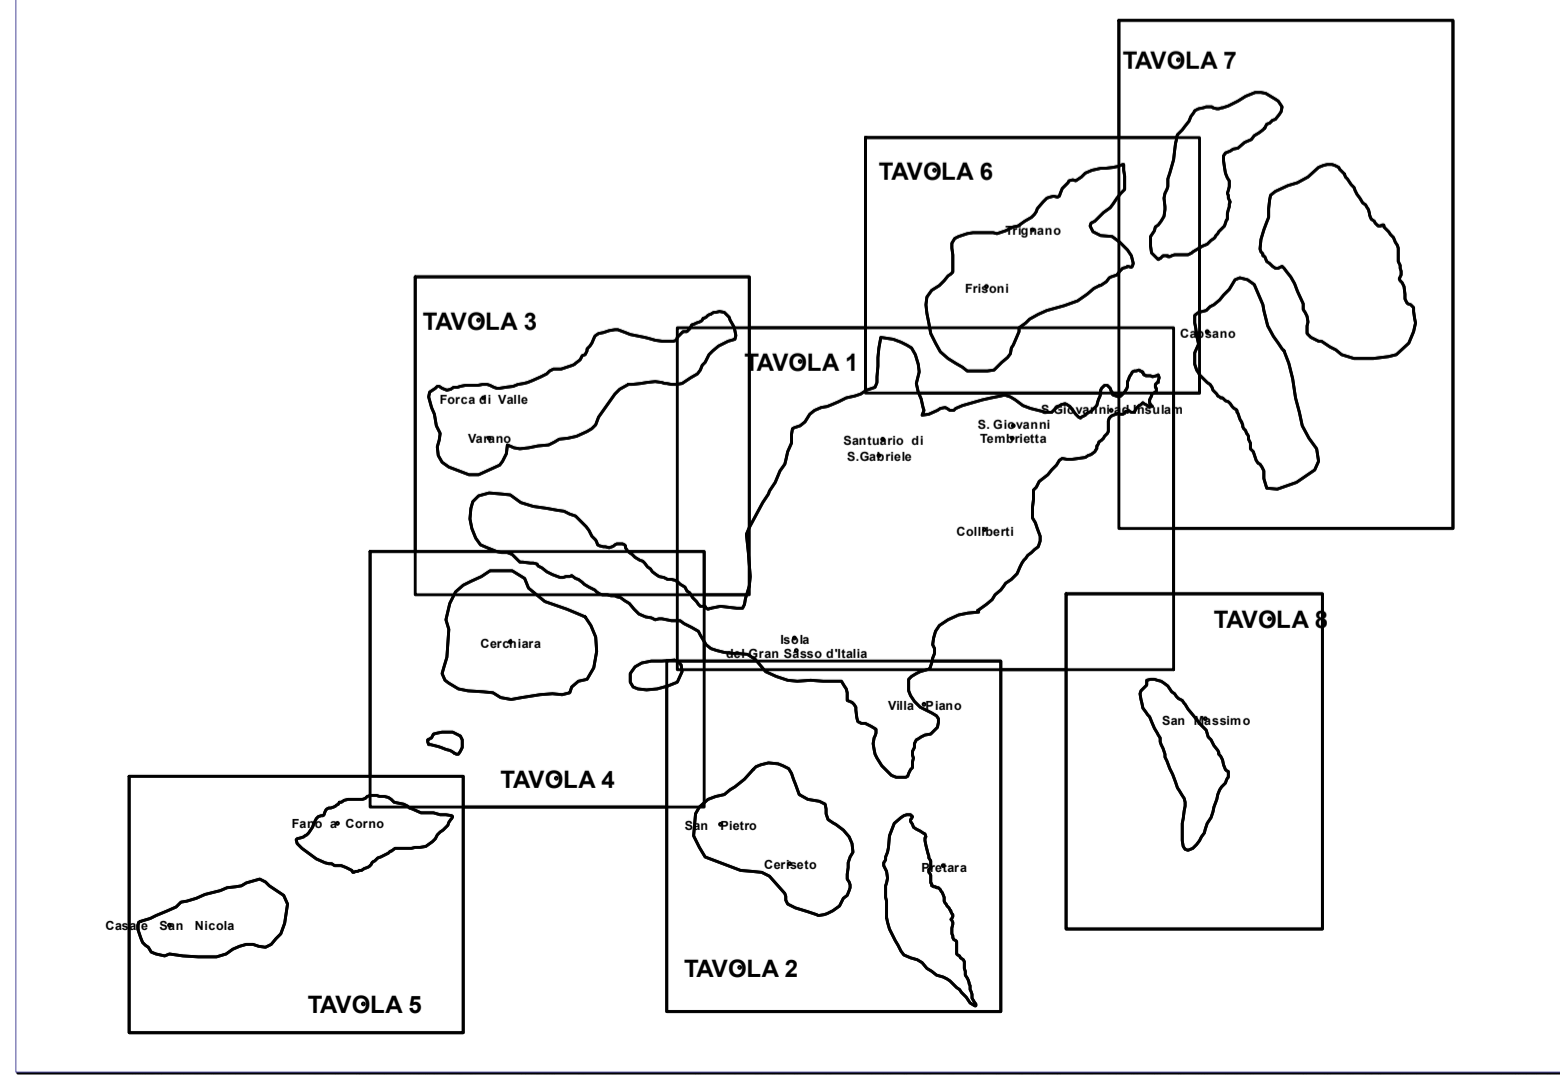 TAVOLA 7
TAVOLA 6
Trignano
Frisoni
Capsano
TAVOLA 3
TAVOLA 1
Forca di Valle
Varano
S.Giovanni ad Insulam
S. Giovanni
Tembrietta
Santuario di
S.Gabriele
Colliberti
TAVOLA 8
Cerchiara
Isola
del Gran Sasso d'Italia
Villa Piano
San Massimo
TAVOLA 4
Fano a Corno
San Pietro
Ceriseto
Pretara
Casale San Nicola
TAVOLA 2
TAVOLA 5